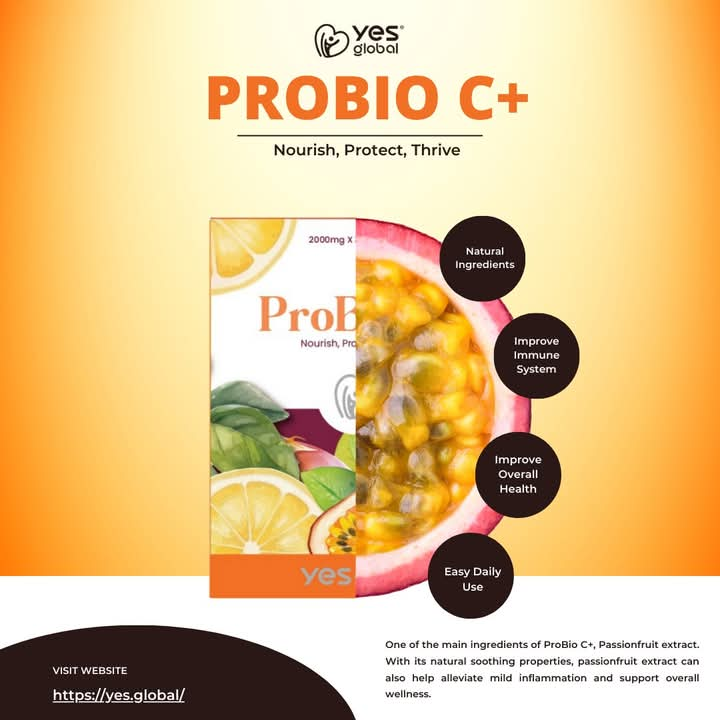 yes®
global
PROBIO C+
Nourish, Protect, Thrive
2000mg X
Nourish, Pro
yes
Natural
Ingredients
Improve
Immune
System
Improve
Overall
Health
Easy Daily
Use
One of the main ingredients of ProBio C+, Passionfruit extract.
With its natural soothing properties, passionfruit extract can
also help alleviate mild inflammation and support overall
wellness.
VISIT WEBSITE
https://yes.global/